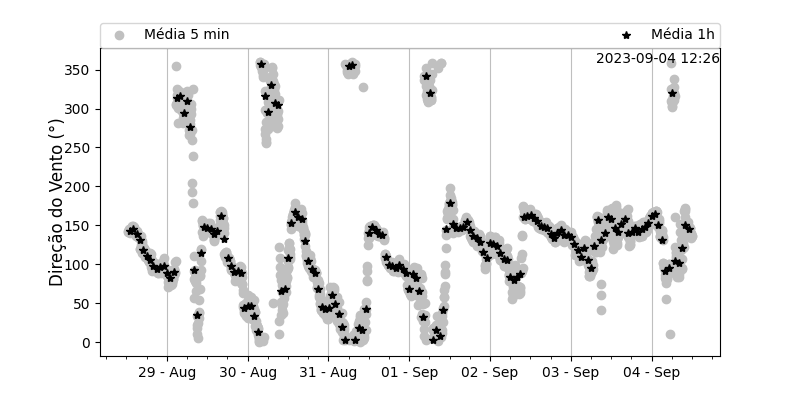 Média 5 min
Média 1h
2023-09-04 12:26
Direção do Vento (°)
350
300
250
200
150
100
50
0
29 - Aug
30 - Aug
31 - Aug
01 - Sep
02 - Sep
03 - Sep
04 - Sep